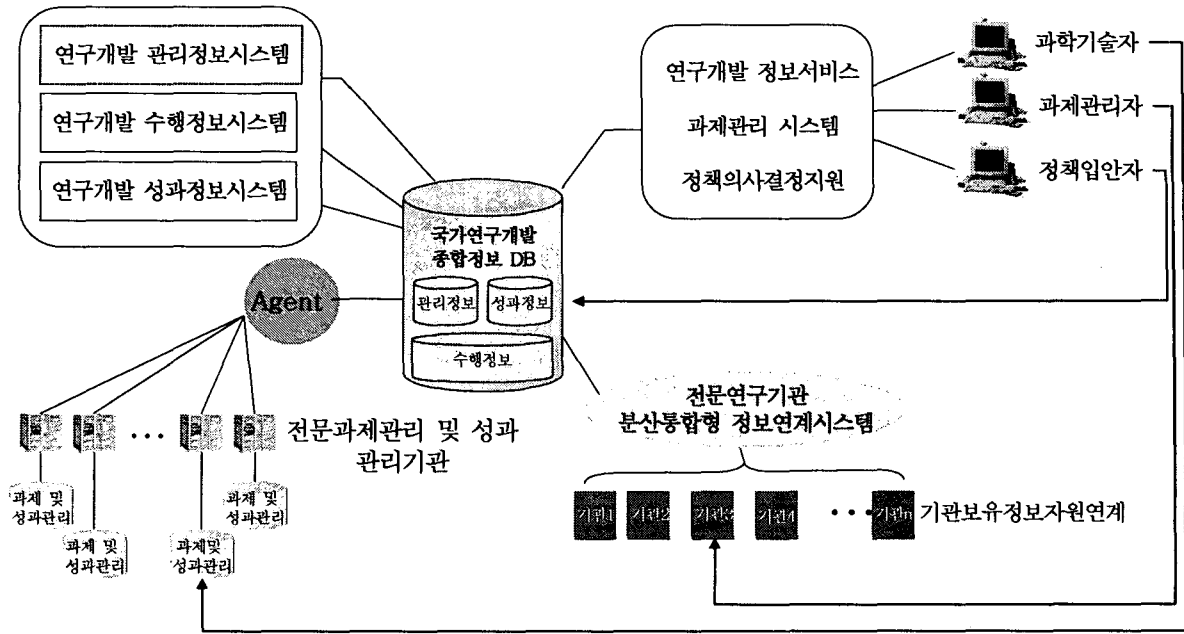 연구개발 관리정보시스템
연구개발 수행정보시스템
연구개발 성과정보시스템
연구개발 정보서비스
과제관리 시스템
정책의사결정지원
과학기술자
과제관리자
정책입안자
국가연구개발
종합정보 DB
관리정보
성과정보
수행정보
Agent
전문과제관리 및 성과
관리기관
과제 및
성과관리
과제 및
성과관리
과제및
성과관리
과제 및
성과관리
전문연구기관
분산통합형 정보연계시스템
기관1
기관2
기관3
기관4
기관n
기관보유정보자원연계